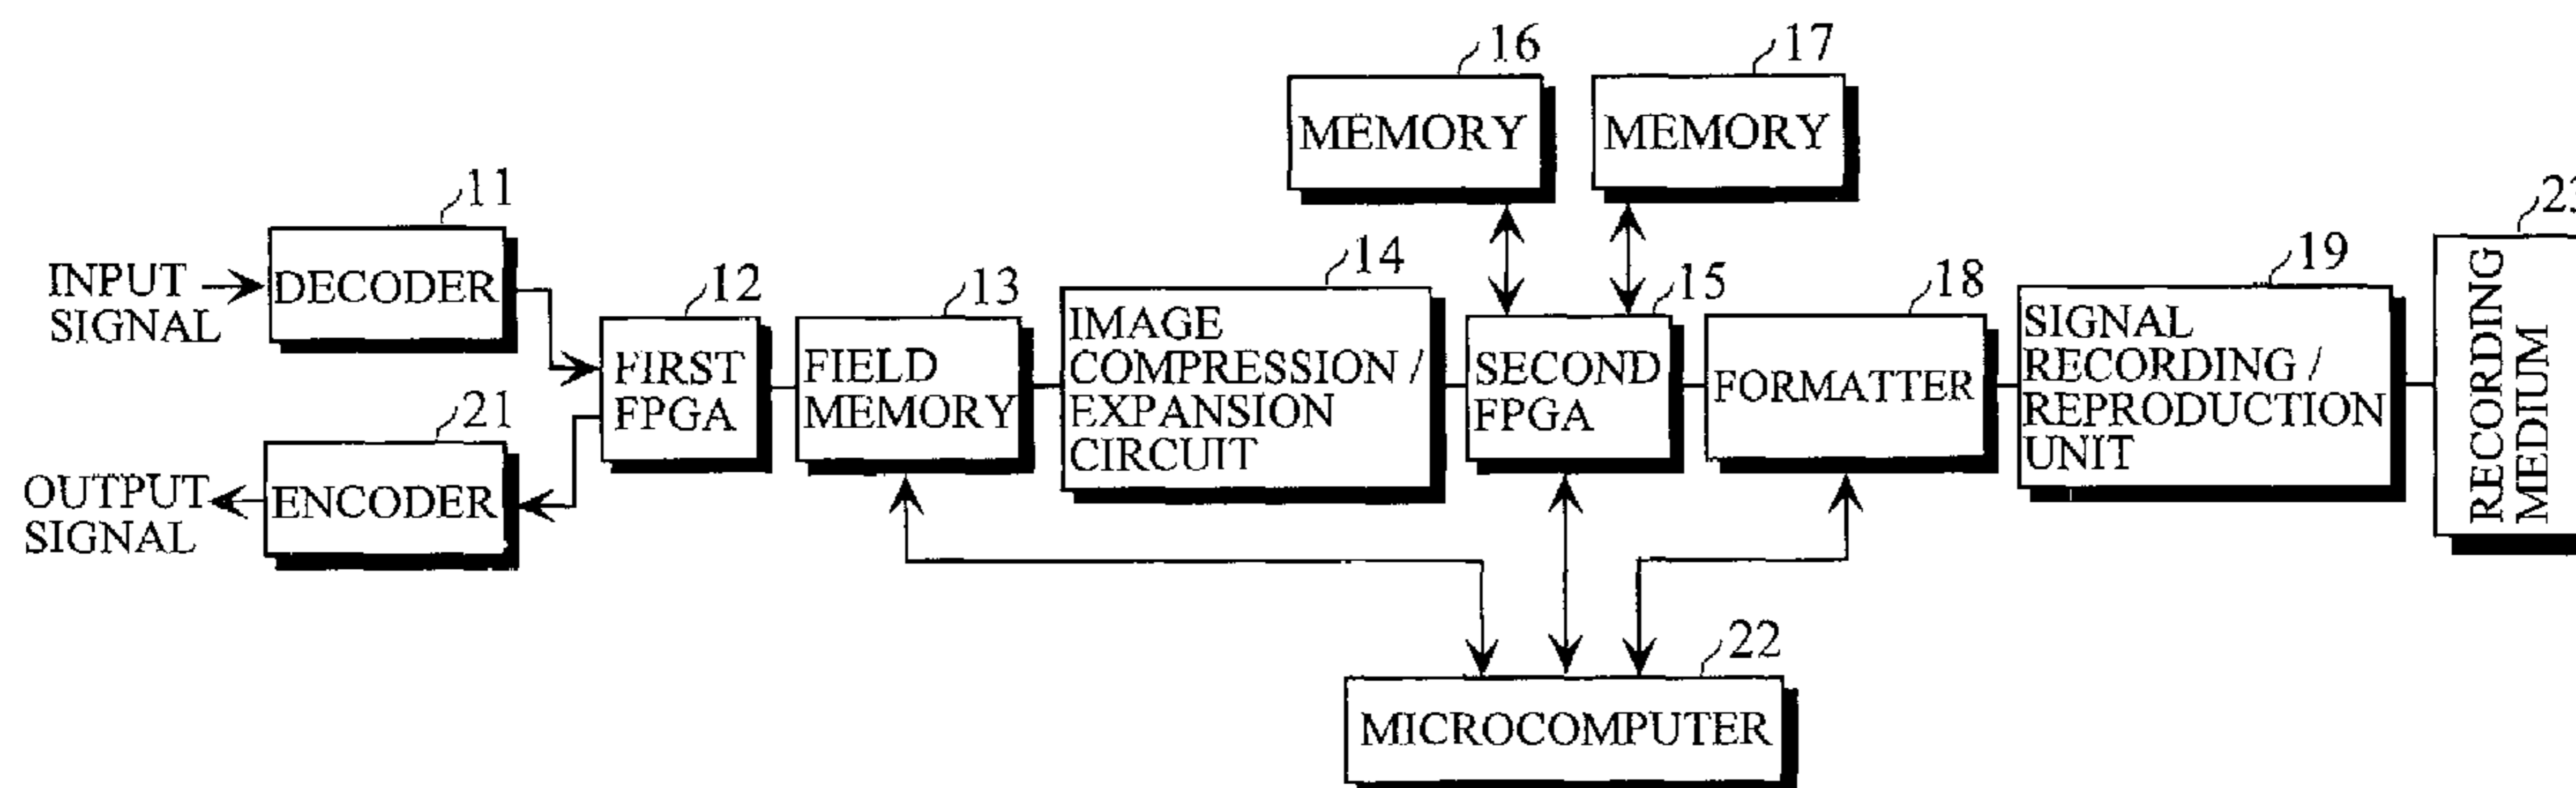 16
17
MEMORY
MEMORY
11
INPUT
SIGNAL
DECODER
12
13
14
15
18
19
FIRST
FPGA
FIELD
MEMORY
IMAGE
COMPRESSION /
EXPANSION
CIRCUIT
SECOND
FPGA
FORMATTER
SIGNAL
RECORDING /
REPRODUCTION
UNIT
RECORDING
MEDIUM
21
OUTPUT
SIGNAL
ENCODER
22
MICROCOMPUTER